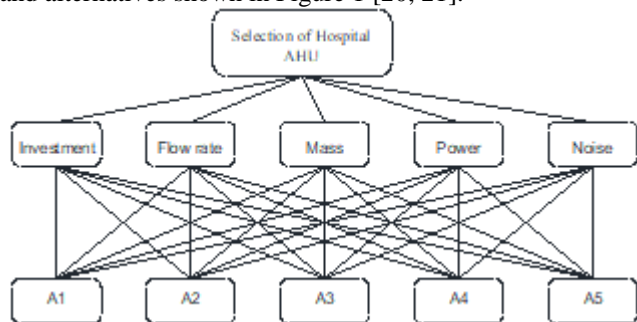 and alternatives shown in Figure 1 [20, 21].
Selection of Hospital
AHU
Investment
Flow rate
Mass
Power
Noise
A1
A2
A3
A4
A5